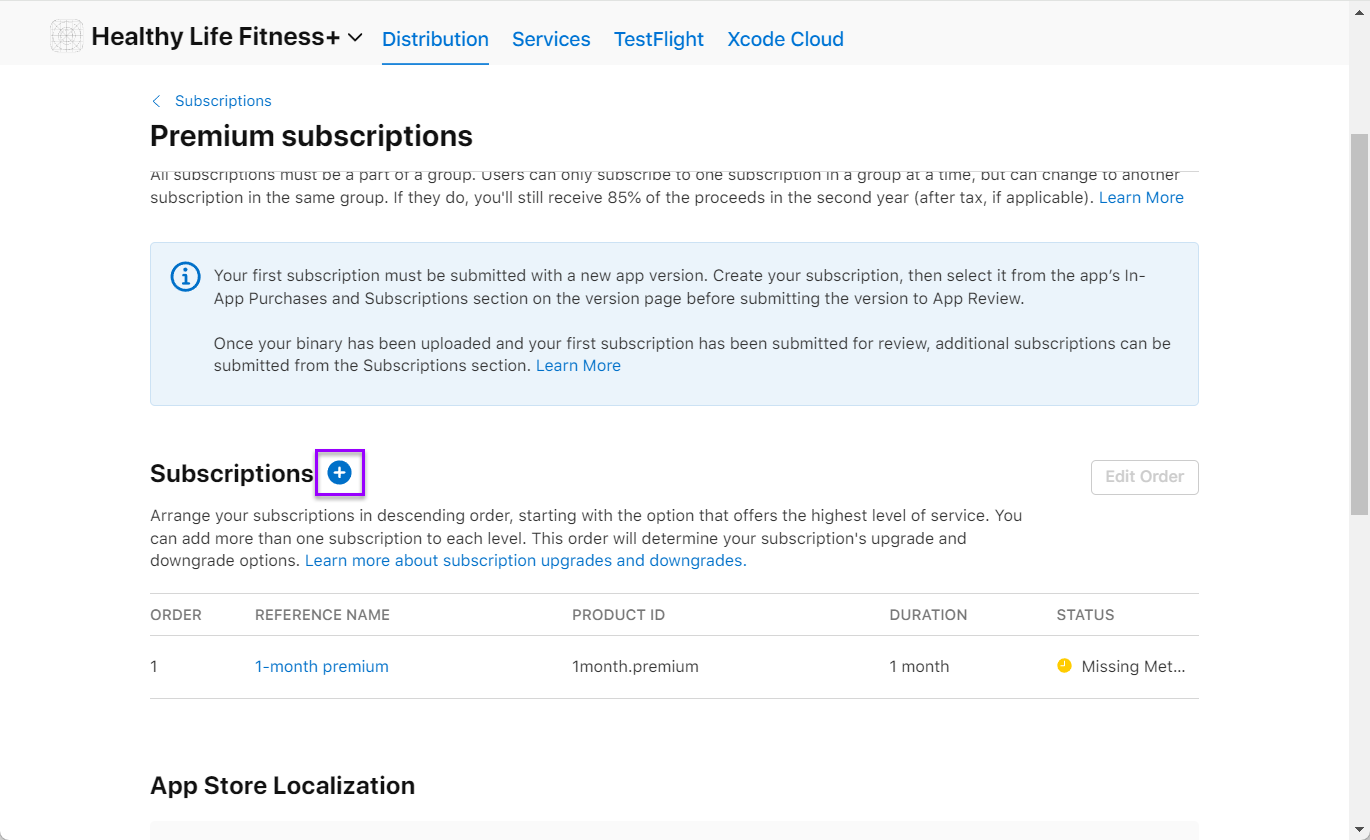 Healthy Life Fitness+
Distribution
Services
TestFlight
Xcode Cloud
Subscriptions
Premium subscriptions
All subscriptions must be a part of a group. Users can only subscribe to one subscription in a group at a time, but can change to another
subscription in the same group. If they do, you'll still receive 85% of the proceeds in the second year (after tax, if applicable). Learn More
Your first subscription must be submitted with a new app version. Create your subscription, then select it from the app’s In-
App Purchases and Subscriptions section on the version page before submitting the version to App Review.
Once your binary has been uploaded and your first subscription has been submitted for review, additional subscriptions can be
submitted from the Subscriptions section. Learn More
Subscriptions
Edit Order
Arrange your subscriptions in descending order, starting with the option that offers the highest level of service. You
can add more than one subscription to each level. This order will determine your subscription's upgrade and
downgrade options. Learn more about subscription upgrades and downgrades.
ORDER REFERENCE NAME PRODUCT ID DURATION STATUS
1 1-month premium 1month.premium 1 month Missing Met...
App Store Localization